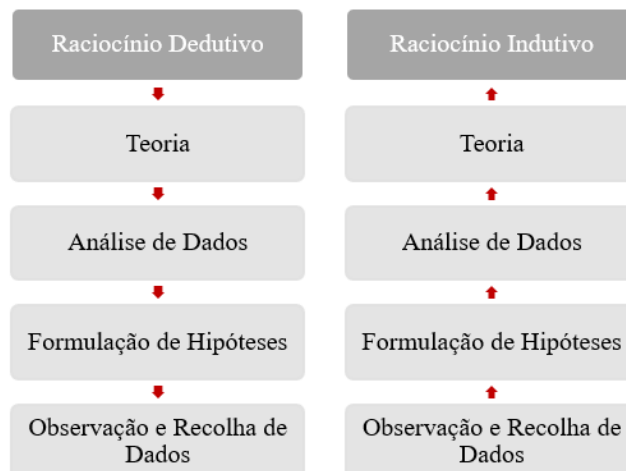 Raciocínio Dedutivo
Teoria
Análise de Dados
Formulação de Hipóteses
Observação e Recolha de
Dados
Raciocínio Indutivo
Teoria
Análise de Dados
Formulação de Hipóteses
Observação e Recolha de
Dados